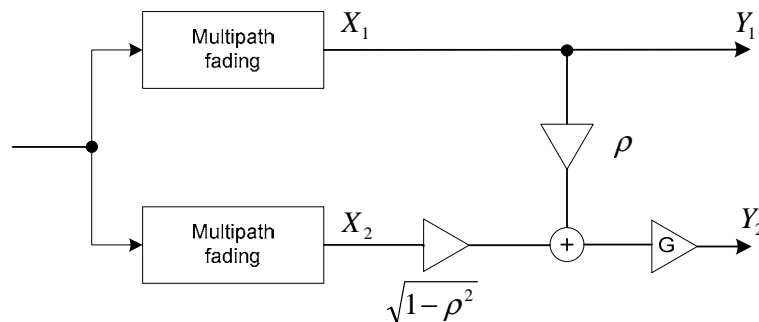 Multipath
fading
X₁
Y₁
ρ
Multipath
fading
X₂
√(1−ρ²)
+
G
Y₂